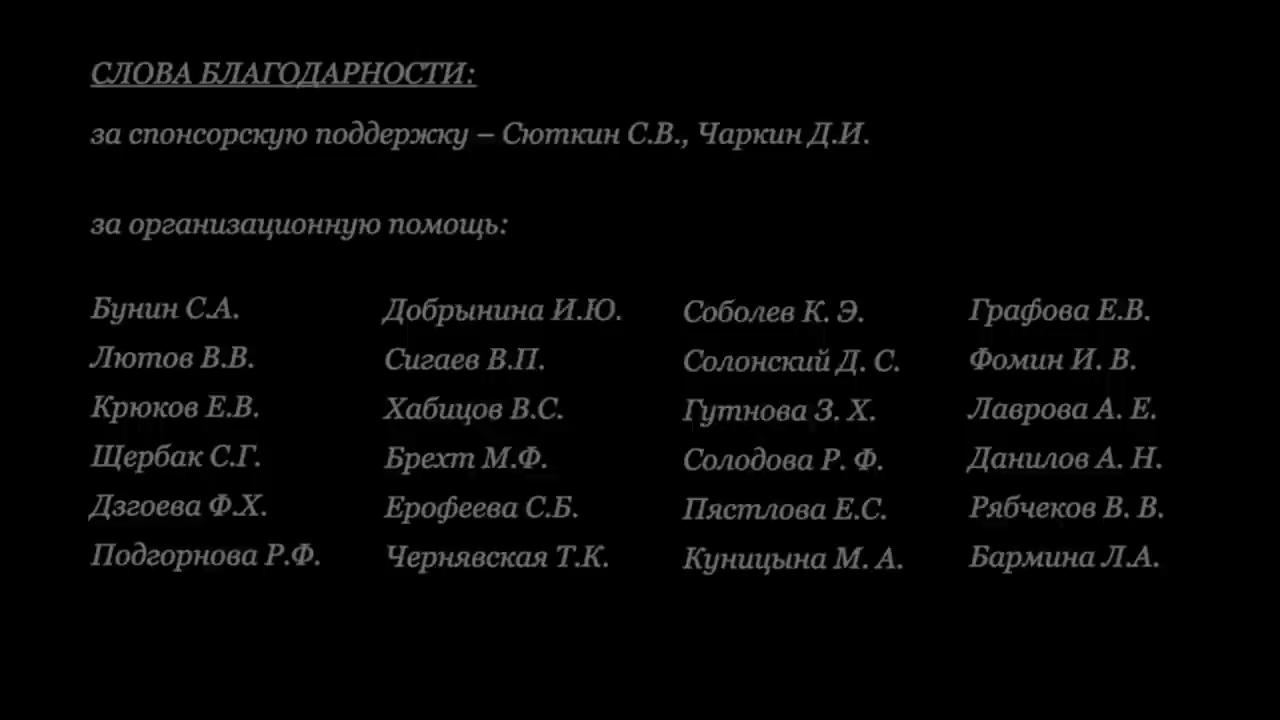 СЛОВА БЛАГОДАРНОСТИ:
за спонсорскую поддержку – Сюткин С.В., Чаркин Д.И.
за организационную помощь:
Бунин С.А. Добрынина И.Ю. Соболев К. Э. Графова Е.В.
Лютов В.В. Сигаев В.П. Солонский Д. С. Фомин И. В.
Крюков Е.В. Хабицов В.С. Гутнова З. Х. Лаврова А. Е.
Щербак С.Г. Брехт М.Ф. Солодова Р. Ф. Данилов А. Н.
Дзгоева Ф.Х. Ерофеева С.Б. Пястлова Е.С. Рябчеков В. В.
Подгорнова Р.Ф. Чернявская Т.К. Куницына М. А. Бармина Л.А.